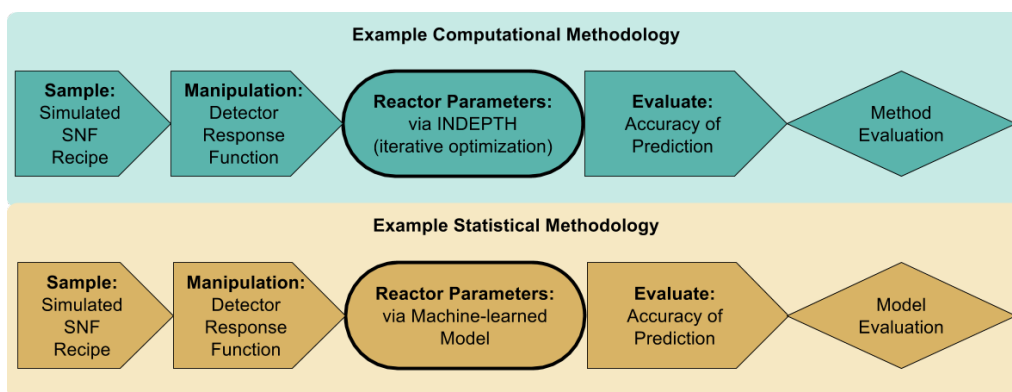 Example Computational Methodology
Sample:
Simulated
SNF
Recipe
Manipulation:
Detector
Response
Function
Reactor Parameters:
via INDEPTH
(iterative optimization)
Evaluate:
Accuracy of
Prediction
Method
Evaluation
Example Statistical Methodology
Sample:
Simulated
SNF
Recipe
Manipulation:
Detector
Response
Function
Reactor Parameters:
via Machine-learned
Model
Evaluate:
Accuracy of
Prediction
Model
Evaluation